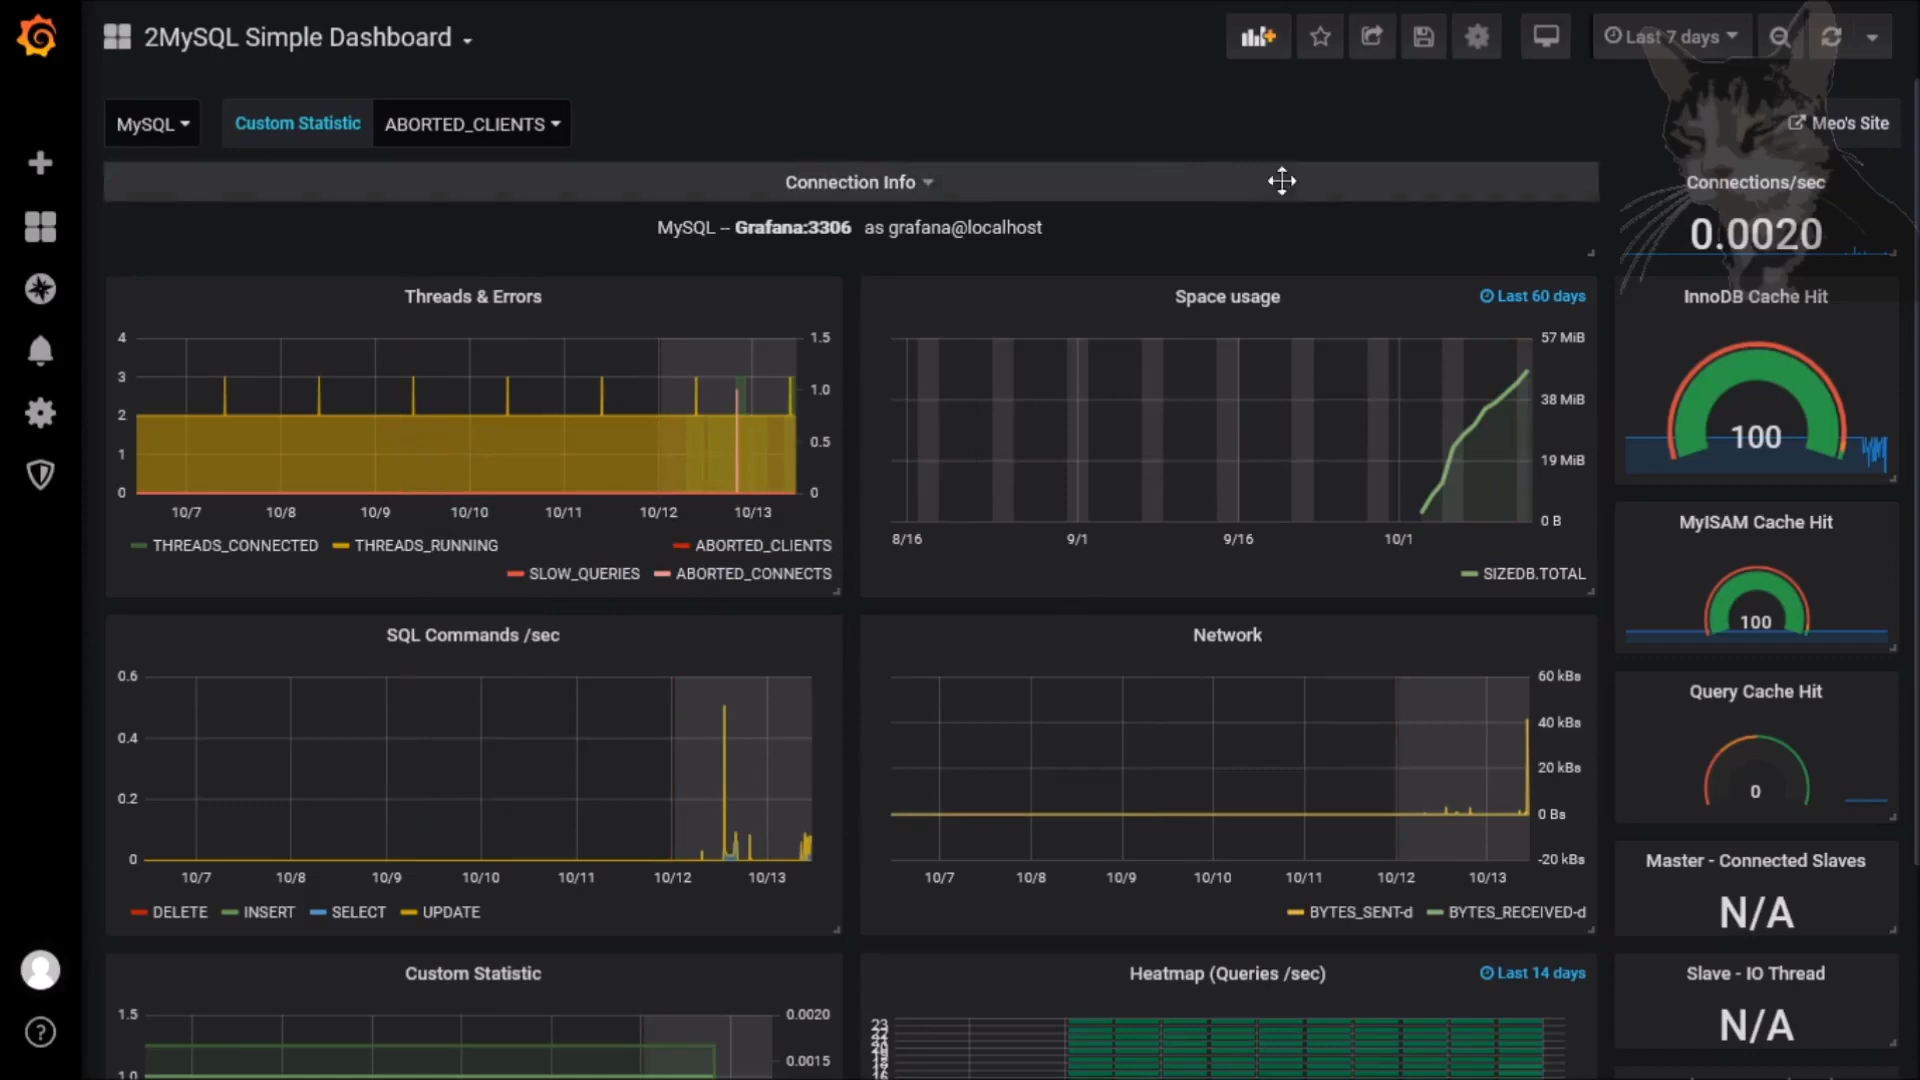 2MySQL Simple Dashboard
Last 7 days
MySQL
Custom Statistic
ABORTED_CLIENTS
Meo's Site
Connection Info
MySQL – Grafana:3306 as grafana@localhost
Connections/sec
0.0020
Threads & Errors
4
3
2
1
0
1.5
1.0
0.5
0
10/7 10/8 10/9 10/10 10/11 10/12 10/13
THREADS_CONNECTED THREADS_RUNNING ABORTED_CLIENTS
SLOW_QUERIES ABORTED_CONNECTS
Space usage
Last 60 days
57 MiB
38 MiB
19 MiB
0 B
8/16 9/1 9/16 10/1
SIZEDB.TOTAL
InnoDB Cache Hit
100
MyISAM Cache Hit
100
SQL Commands /sec
0.6
0.4
0.2
0
10/7 10/8 10/9 10/10 10/11 10/12 10/13
DELETE INSERT SELECT UPDATE
Network
60 kBs
40 kBs
20 kBs
0 Bs
-20 kBs
10/7 10/8 10/9 10/10 10/11 10/12 10/13
BYTES_SENT-d BYTES_RECEIVED-d
Query Cache Hit
0
Master - Connected Slaves
N/A
Custom Statistic
1.5
1.0
0.0020
0.0015
Heatmap (Queries /sec)
Last 14 days
23
Slave - IO Thread
N/A